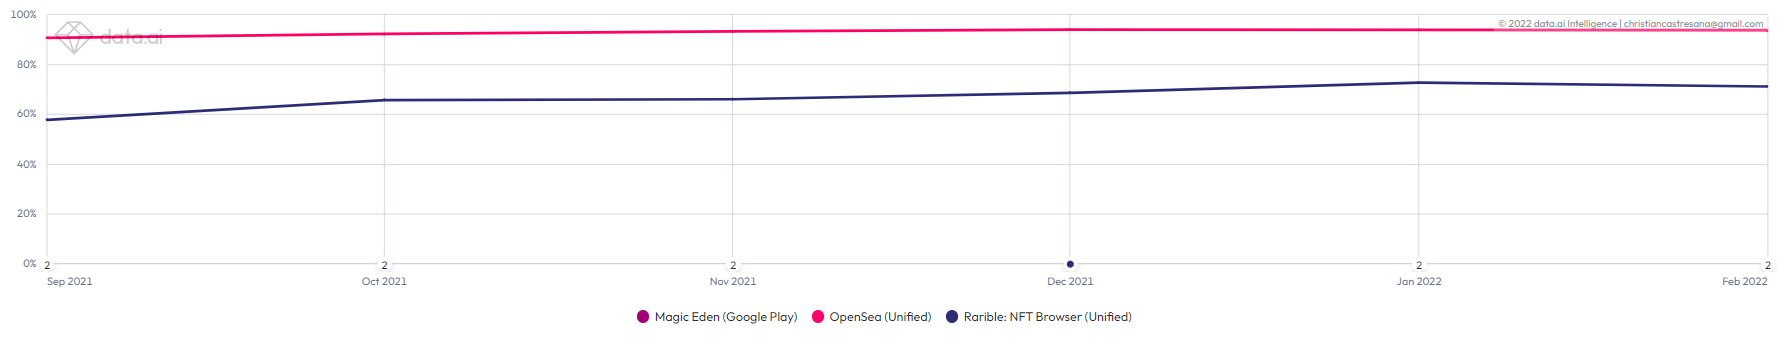 100%
© 2022 data.ai Intelligence | christiancastresana@gmail.com
data.ai
80%
60%
40%
20%
0%
2 2 2 2 2
Sep 2021 Oct 2021 Nov 2021 Dec 2021 Jan 2022 Feb 2022
Magic Eden (Google Play) OpenSea (Unified) Rarible: NFT Browser (Unified)